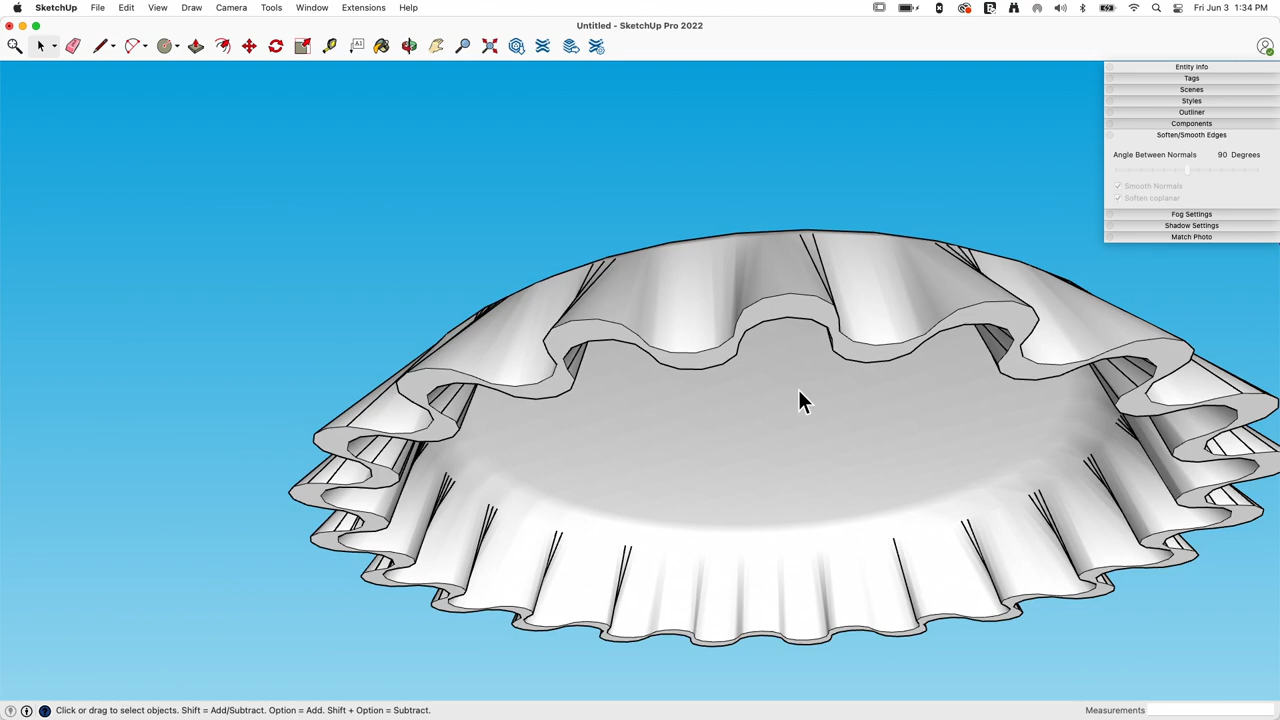 SketchUp File Edit View Draw Camera Tools Window Extensions Help Fri Jun 3 1:34 PM
Untitled - SketchUp Pro 2022
A1
Entity Info
Tags
Scenes
Styles
Outliner
Components
Soften/Smooth Edges
Angle Between Normals 90 Degrees
Smooth Normals
Soften coplanar
Fog Settings
Shadow Settings
Match Photo
Click or drag to select objects. Shift = Add/Subtract. Option = Add. Shift + Option = Subtract. Measurements